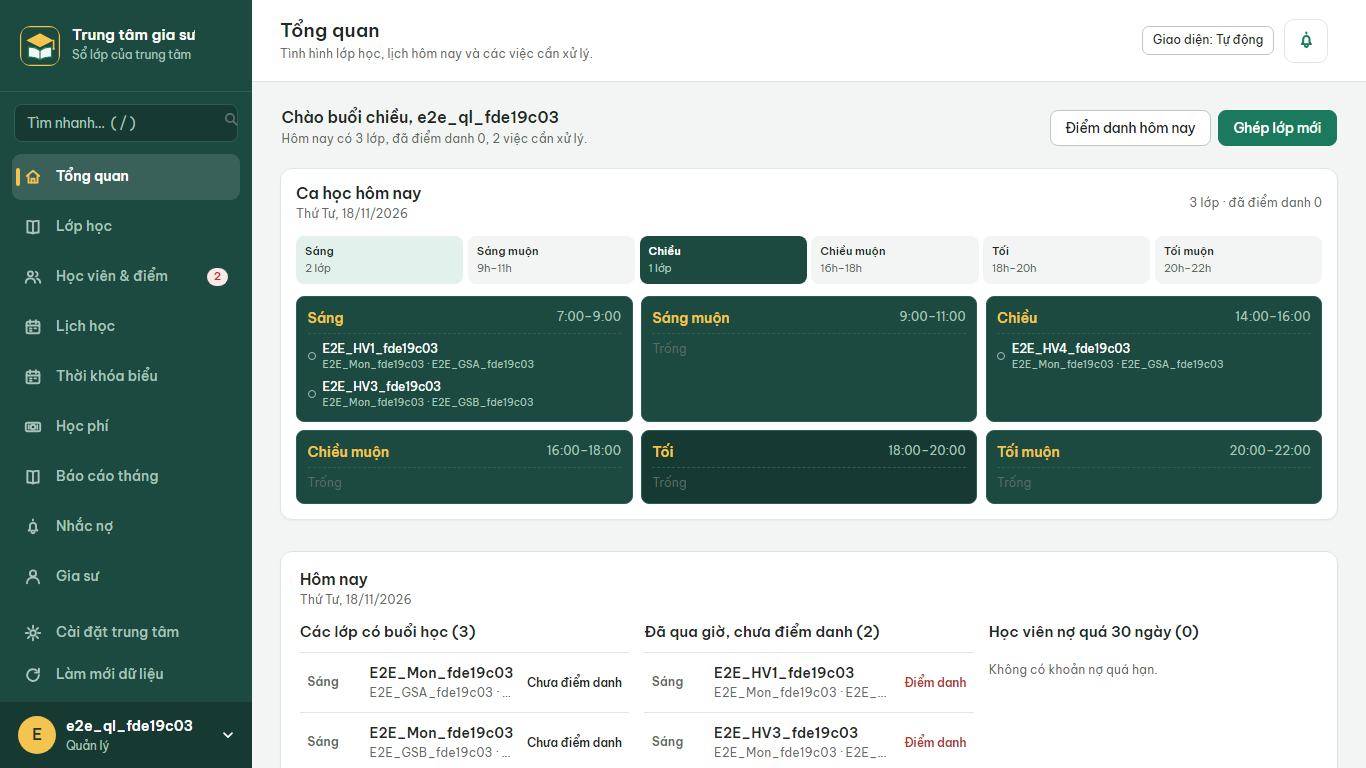 Trung tâm gia sư
Sổ lớp của trung tâm
Tìm nhanh... ( / )
Tổng quan
Lớp học
Học viên & điểm
2
Lịch học
Thời khóa biểu
Học phí
Báo cáo tháng
Nhắc nợ
Gia sư
Cài đặt trung tâm
Làm mới dữ liệu
E
e2e_ql_fde19c03
Quản lý
Tổng quan
Tình hình lớp học, lịch hôm nay và các việc cần xử lý.
Giao diện: Tự động
Chào buổi chiều, e2e_ql_fde19c03
Hôm nay có 3 lớp, đã điểm danh 0, 2 việc cần xử lý.
Điểm danh hôm nay
Ghép lớp mới
Ca học hôm nay
Thứ Tư, 18/11/2026
3 lớp · đã điểm danh 0
Sáng
2 lớp
Sáng muộn
9h–11h
Chiều
1 lớp
Chiều muộn
16h–18h
Tối
18h–20h
Tối muộn
20h–22h
Sáng
7:00–9:00
E2E_HV1_fde19c03
E2E_Mon_fde19c03 · E2E_GSA_fde19c03
E2E_HV3_fde19c03
E2E_Mon_fde19c03 · E2E_GSB_fde19c03
Sáng muộn
9:00–11:00
Trống
Chiều
14:00–16:00
E2E_HV4_fde19c03
E2E_Mon_fde19c03 · E2E_GSA_fde19c03
Chiều muộn
16:00–18:00
Trống
Tối
18:00–20:00
Trống
Tối muộn
20:00–22:00
Trống
Hôm nay
Thứ Tư, 18/11/2026
Các lớp có buổi học (3)
Sáng
E2E_Mon_fde19c03
E2E_GSA_fde19c03 · ...
Chưa điểm danh
Sáng
E2E_Mon_fde19c03
E2E_GSB_fde19c03 · ...
Chưa điểm danh
Đã qua giờ, chưa điểm danh (2)
Sáng
E2E_HV1_fde19c03
E2E_Mon_fde19c03 · E2E_...
Điểm danh
Sáng
E2E_HV3_fde19c03
E2E_Mon_fde19c03 · E2E_...
Điểm danh
Học viên nợ quá 30 ngày (0)
Không có khoản nợ quá hạn.